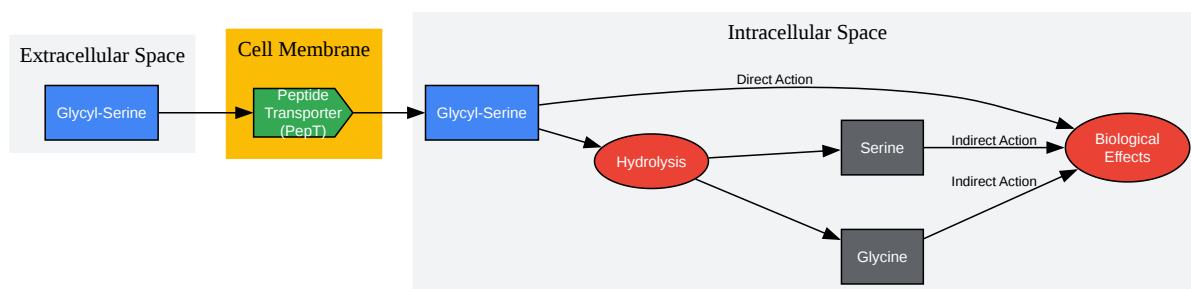 Extracellular Space
Glycyl-Serine
Cell Membrane
Peptide
Transporter
(PepT)
Intracellular Space
Glycyl-Serine
Direct Action
Hydrolysis
Serine
Indirect Action
Biological
Effects
Indirect Action
Glycine